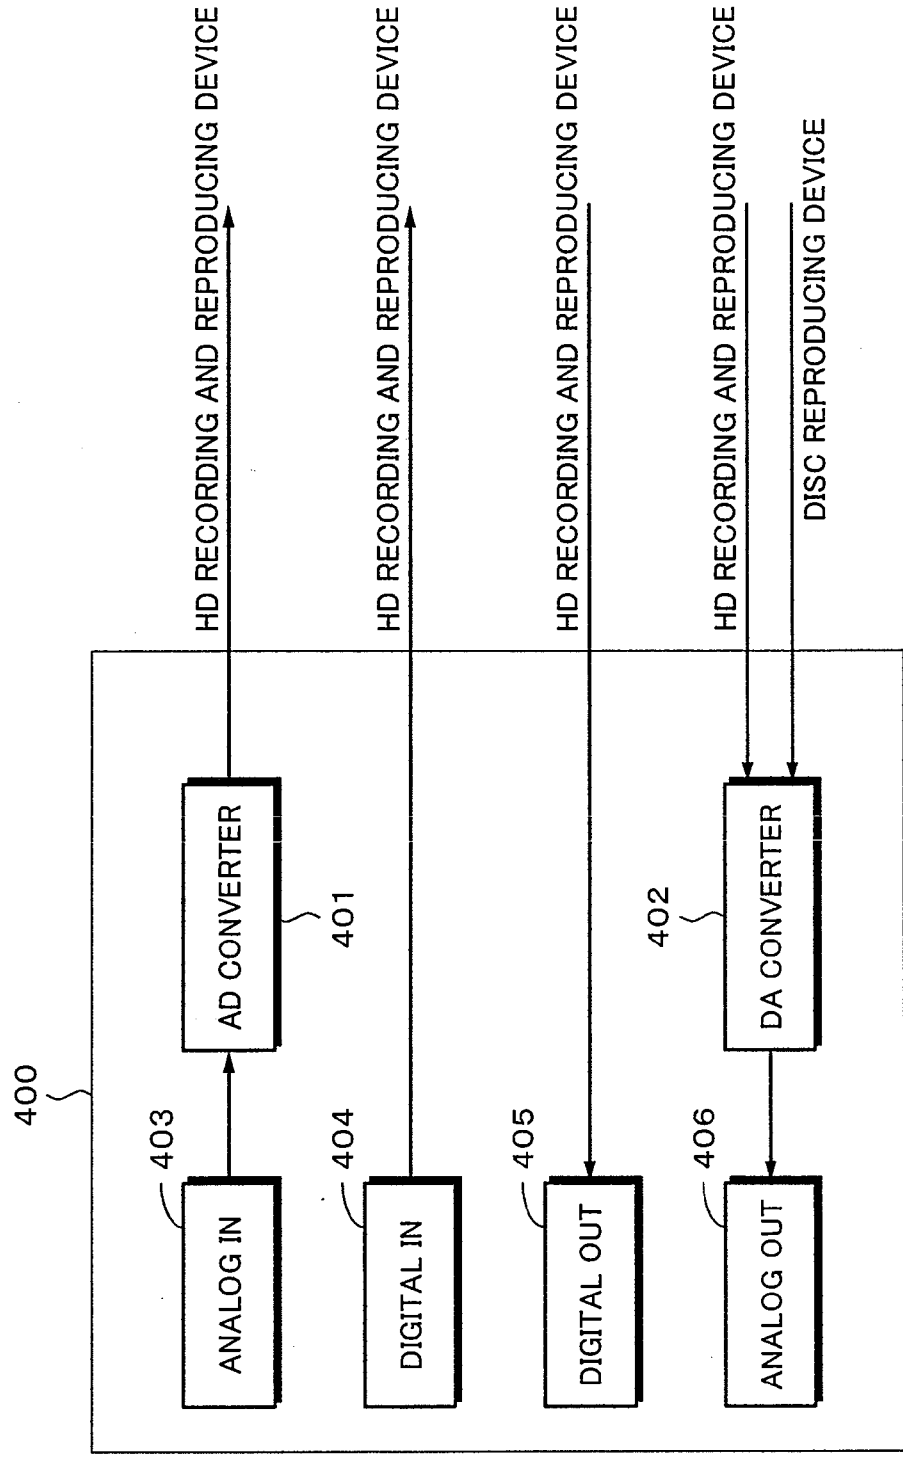 400
403
ANALOG IN
AD CONVERTER
401
HD RECORDING AND REPRODUCING DEVICE
404
DIGITAL IN
HD RECORDING AND REPRODUCING DEVICE
405
DIGITAL OUT
HD RECORDING AND REPRODUCING DEVICE
406
ANALOG OUT
402
DA CONVERTER
HD RECORDING AND REPRODUCING DEVICE
DISC REPRODUCING DEVICE